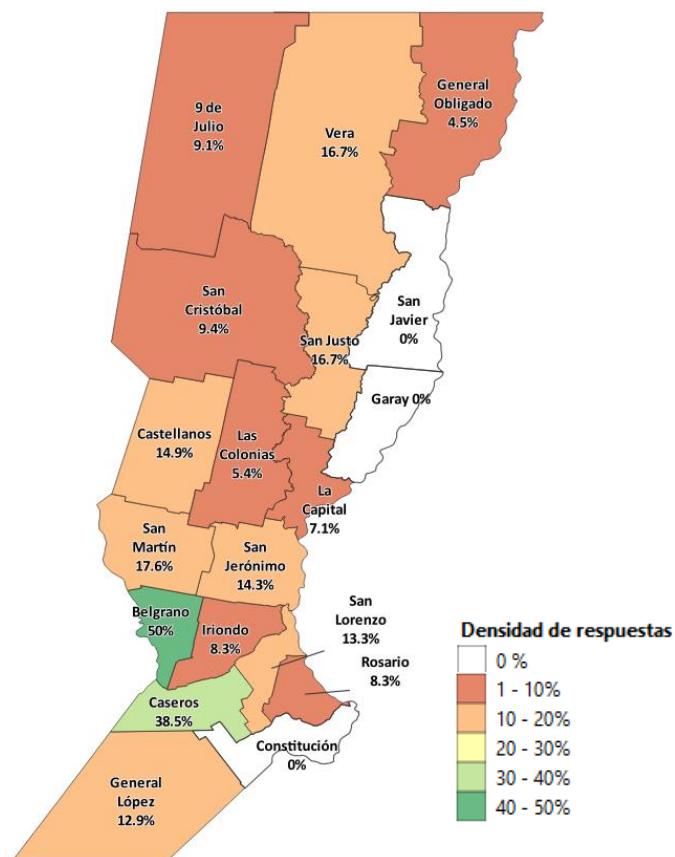 General
Obligado
4.5%
9 de
Julio
9.1%
Vera
16.7%
San
Cristóbal
9.4%
San
Javier
0%
San Justo
16.7%
Garay 0%
Castellanos
14.9%
Las
Colonias
5.4%
La
Capital
7.1%
San
Martín
17.6%
San
Jerónimo
14.3%
Belgrano
50%
Iriondo
8.3%
San
Lorenzo
13.3%
Rosario
8.3%
Caseros
38.5%
Constitución
0%
General
López
12.9%
Densidad de respuestas
0 %
1 - 10%
10 - 20%
20 - 30%
30 - 40%
40 - 50%